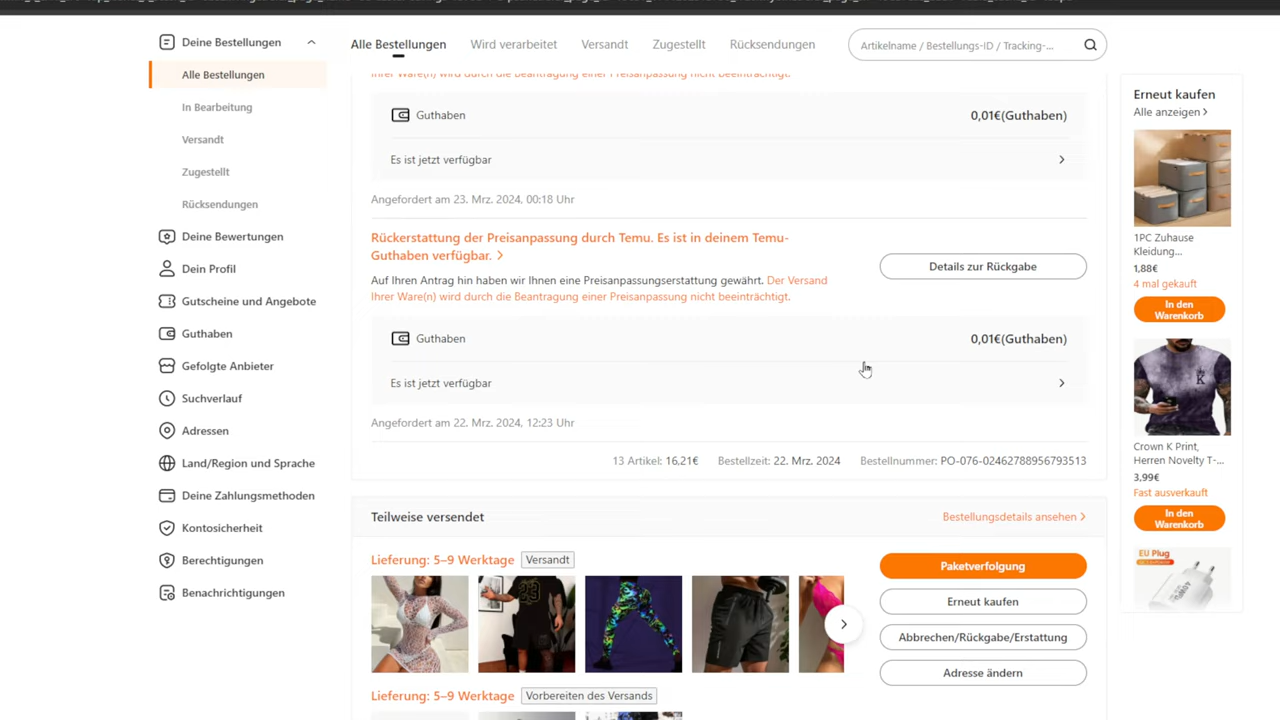 Deine Bestellungen
Alle Bestellungen
In Bearbeitung
Versandt
Zugestellt
Rücksendungen
Deine Bewertungen
Dein Profil
Gutscheine und Angebote
Guthaben
Gefolgte Anbieter
Suchverlauf
Adressen
Land/Region und Sprache
Deine Zahlungsmethoden
Kontosicherheit
Berechtigungen
Benachrichtigungen
Alle Bestellungen Wird verarbeitet Versandt Zugestellt Rücksendungen
Artikelname / Bestellungs-ID / Tracking-...
Ihrer Ware(n) wird durch die Beantragung einer Preisanpassung nicht beeinträchtigt.
Guthaben 0,01€(Guthaben)
Es ist jetzt verfügbar
Angefordert am 23. Mrz. 2024, 00:18 Uhr
Rückerstattung der Preisanpassung durch Temu. Es ist in deinem Temu-
Guthaben verfügbar.
Details zur Rückgabe
Auf Ihren Antrag hin haben wir Ihnen eine Preisanpassungserstattung gewährt. Der Versand
Ihrer Ware(n) wird durch die Beantragung einer Preisanpassung nicht beeinträchtigt.
Guthaben 0,01€(Guthaben)
Es ist jetzt verfügbar
Angefordert am 22. Mrz. 2024, 12:23 Uhr
13 Artikel: 16,21€ Bestellzeit: 22. Mrz. 2024 Bestellnummer: PO-076-02462788956793513
Teilweise versendet Bestellungsdetails ansehen
Lieferung: 5–9 Werktage Versandt
23
Paketverfolgung
Erneut kaufen
Abbrechen/Rückgabe/Erstattung
Adresse ändern
Lieferung: 5–9 Werktage Vorbereiten des Versands
Erneut kaufen
Alle anzeigen
1PC Zuhause
Kleidung...
1,88€
4 mal gekauft
In den
Warenkorb
K
Crown K Print,
Herren Novelty T-...
3,99€
Fast ausverkauft
In den
Warenkorb
EU Plug